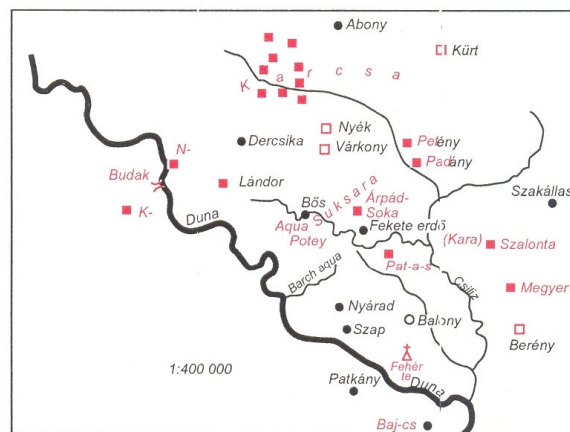 Abony
Kürt
Karcsa
Nyék
Várkony
Dercsika
Petény
Padány
N-
Budak
K-
Lándor
Duna
Szakállas
Bős
Suksara
Árpád-
Soka
Aqua
Potey
Fekete erdő
(Kara)
Szalonta
Pat-a-s
Barch aqua
Csiliz
Megyer
Nyárad
Szap
Balony
Berény
Fehér
te
Duna
1:400 000
Patkány
Baj-cs